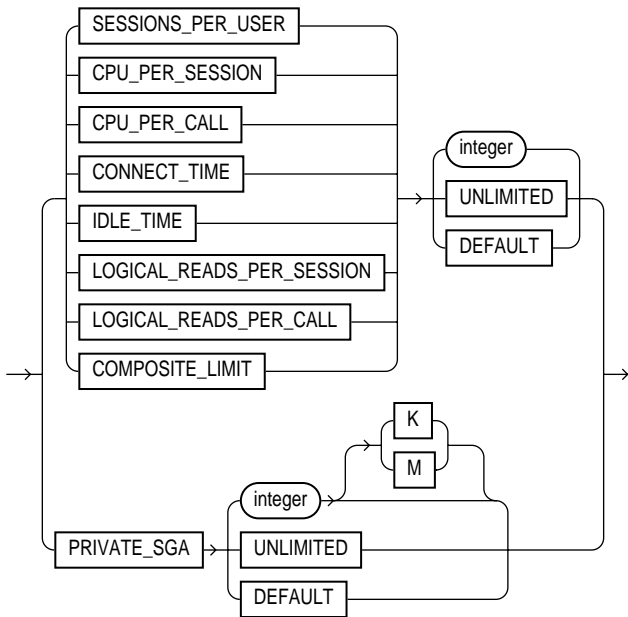 SESSIONS_PER_USER
CPU_PER_SESSION
CPU_PER_CALL
CONNECT_TIME
IDLE_TIME
LOGICAL_READS_PER_SESSION
LOGICAL_READS_PER_CALL
COMPOSITE_LIMIT
integer
UNLIMITED
DEFAULT
PRIVATE_SGA
integer
K
M
UNLIMITED
DEFAULT